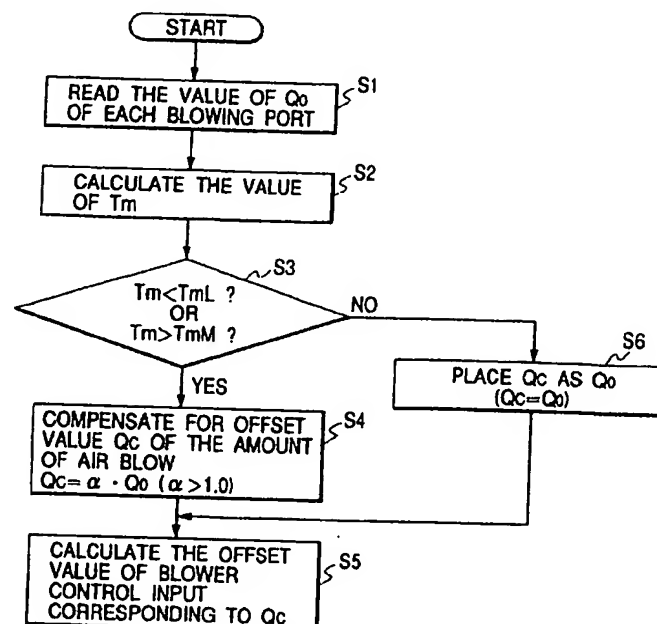 START
READ THE VALUE OF Qo
OF EACH BLOWING PORT
S1
CALCULATE THE VALUE
OF Tm
S2
S3
Tm<TmL ?
OR
Tm>TmM ?
NO
S6
PLACE Qc AS Qo
(Qc=Qo)
YES
S4
COMPENSATE FOR OFFSET
VALUE Qc OF THE AMOUNT
OF AIR BLOW
Qc= α · Qo ( α >1.0)
CALCULATE THE OFFSET
VALUE OF BLOWER
CONTROL INPUT
CORRESPONDING TO Qc
S5